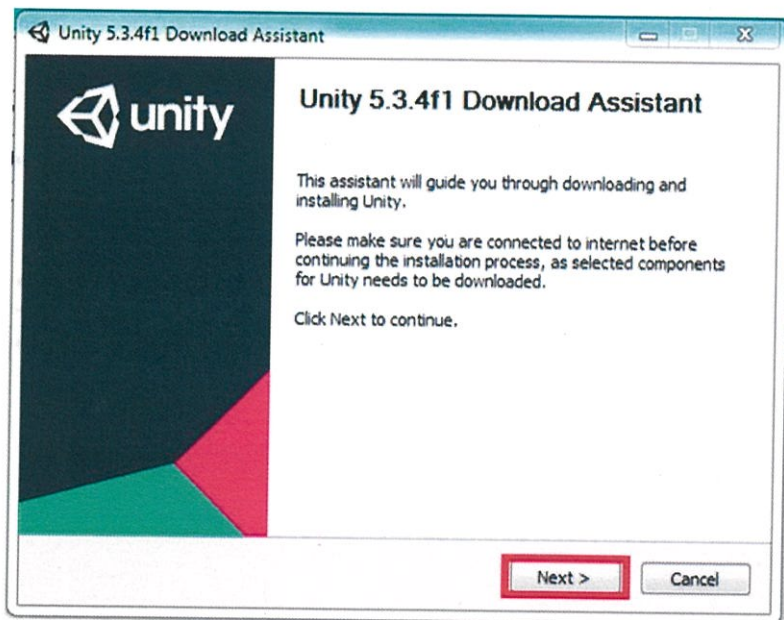 Unity 5.3.4f1 Download Assistant
unity
Unity 5.3.4f1 Download Assistant
This assistant will guide you through downloading and
installing Unity.
Please make sure you are connected to internet before
continuing the installation process, as selected components
for Unity needs to be downloaded.
Click Next to continue.
Next >
Cancel